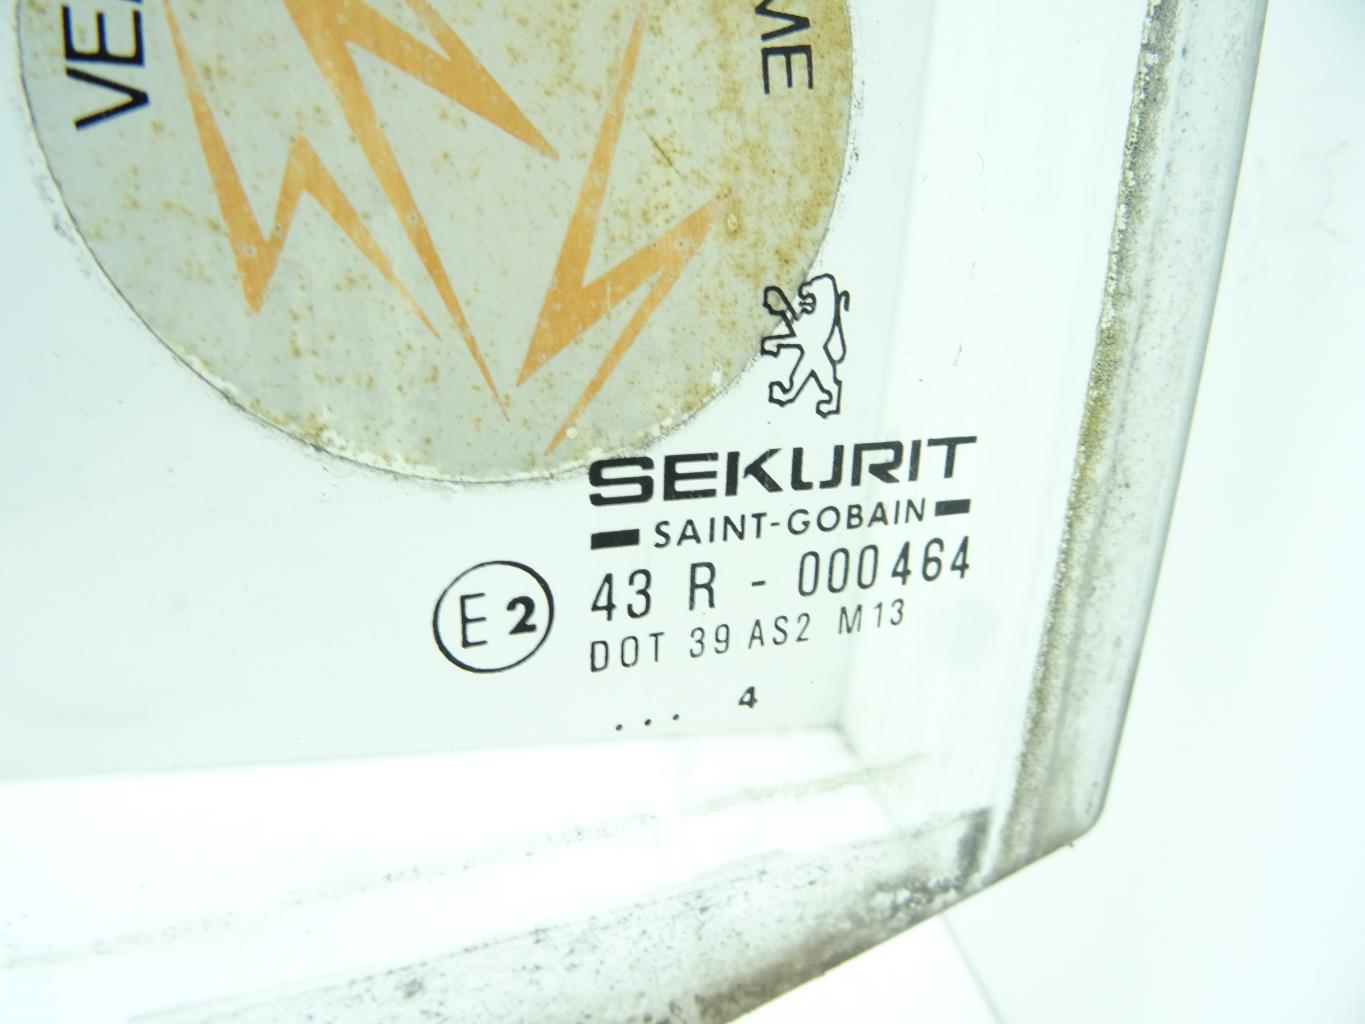 SEKURIT
SAINT-GOBAIN
E2
43 R - 000464
DOT 39 AS2 M13
... 4